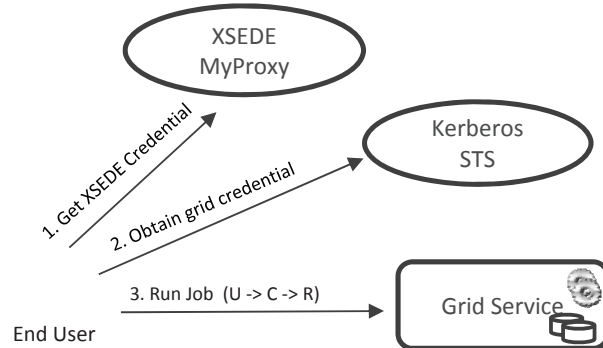 XSEDE
MyProxy
Kerberos
STS
1. Get XSEDE Credential
2. Obtain grid credential
3. Run Job (U -> C -> R)
Grid Service
End User